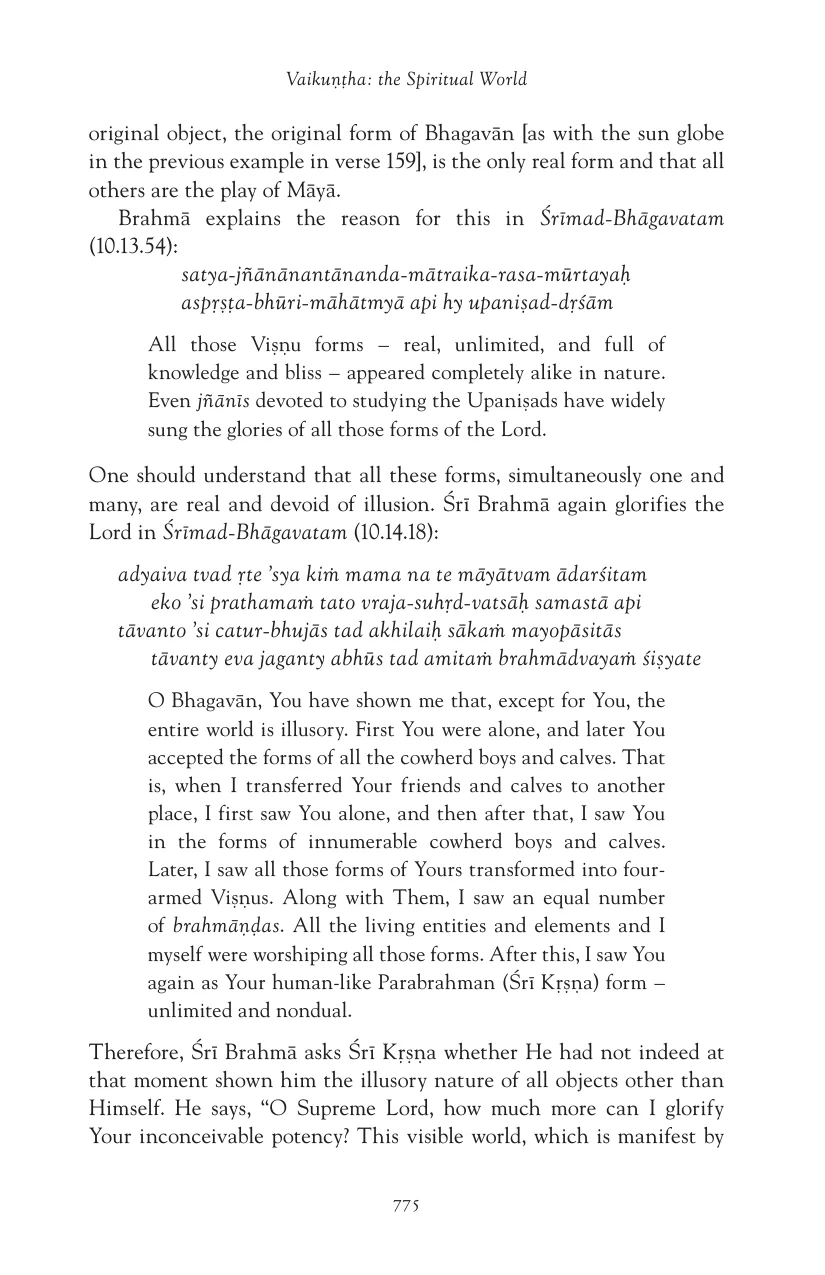 Vaikuṇṭha: the Spiritual World
original object, the original form of Bhagavān [as with the sun globe
in the previous example in verse 159], is the only real form and that all
others are the play of Māyā.
Brahmā explains the reason for this in Śrīmad-Bhāgavatam
(10.13.54):
satya-jñānānantānanda-mātraika-rasa-mūrtayaḥ
aspṛṣṭa-bhūri-māhātmyā api hy upaniṣad-dṛśām
All those Viṣṇu forms – real, unlimited, and full of
knowledge and bliss – appeared completely alike in nature.
Even jñānīs devoted to studying the Upaniṣads have widely
sung the glories of all those forms of the Lord.
One should understand that all these forms, simultaneously one and
many, are real and devoid of illusion. Śrī Brahmā again glorifies the
Lord in Śrīmad-Bhāgavatam (10.14.18):
adyaiva tvad ṛte ’sya kiṁ mama na te māyātvam ādarśitam
eko ’si prathamaṁ tato vraja-suhṛd-vatsāḥ samastā api
tāvanto ’si catur-bhujās tad akhilaiḥ sākaṁ mayopāsitās
tāvanty eva jaganty abhūs tad amitaṁ brahmādvayaṁ śiṣyate
O Bhagavān, You have shown me that, except for You, the
entire world is illusory. First You were alone, and later You
accepted the forms of all the cowherd boys and calves. That
is, when I transferred Your friends and calves to another
place, I first saw You alone, and then after that, I saw You
in the forms of innumerable cowherd boys and calves.
Later, I saw all those forms of Yours transformed into four-
armed Viṣṇus. Along with Them, I saw an equal number
of brahmāṇḍas. All the living entities and elements and I
myself were worshiping all those forms. After this, I saw You
again as Your human-like Parabrahman (Śrī Kṛṣṇa) form –
unlimited and nondual.
Therefore, Śrī Brahmā asks Śrī Kṛṣṇa whether He had not indeed at
that moment shown him the illusory nature of all objects other than
Himself. He says, “O Supreme Lord, how much more can I glorify
Your inconceivable potency? This visible world, which is manifest by
775